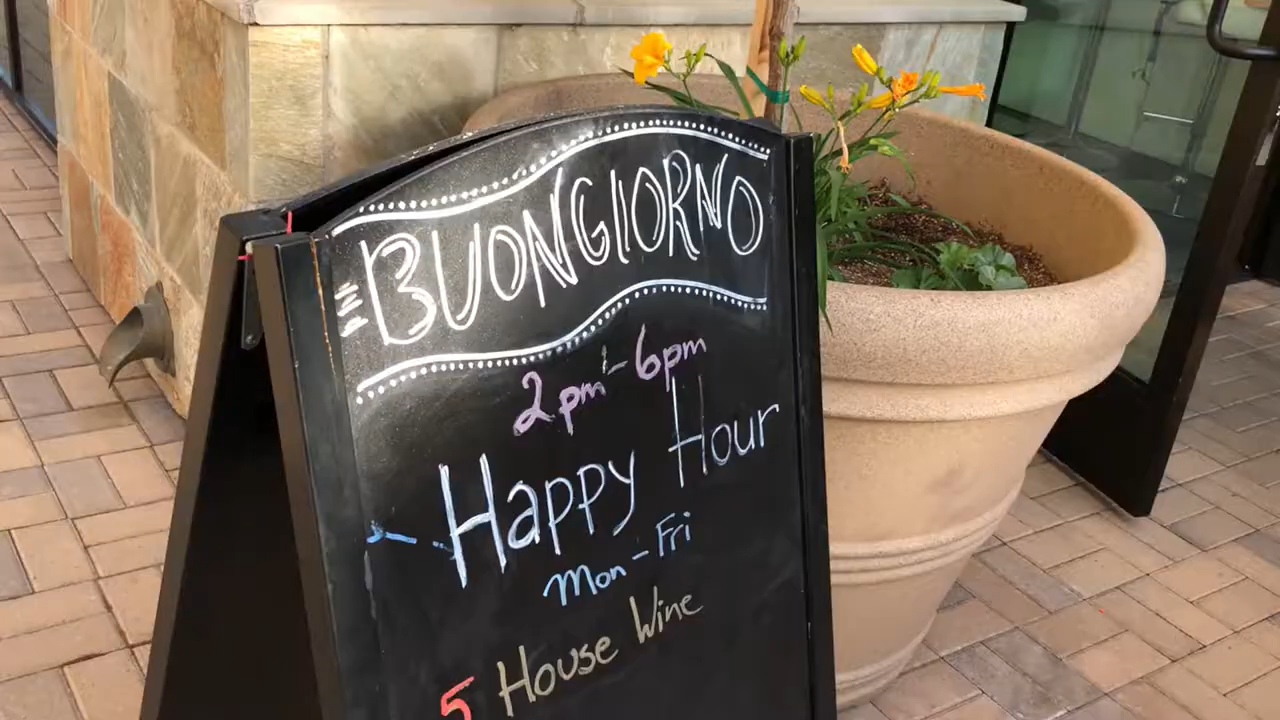 BUONGIORNO
2pm - 6pm
Happy Hour
Mon - Fri
5 House Wine